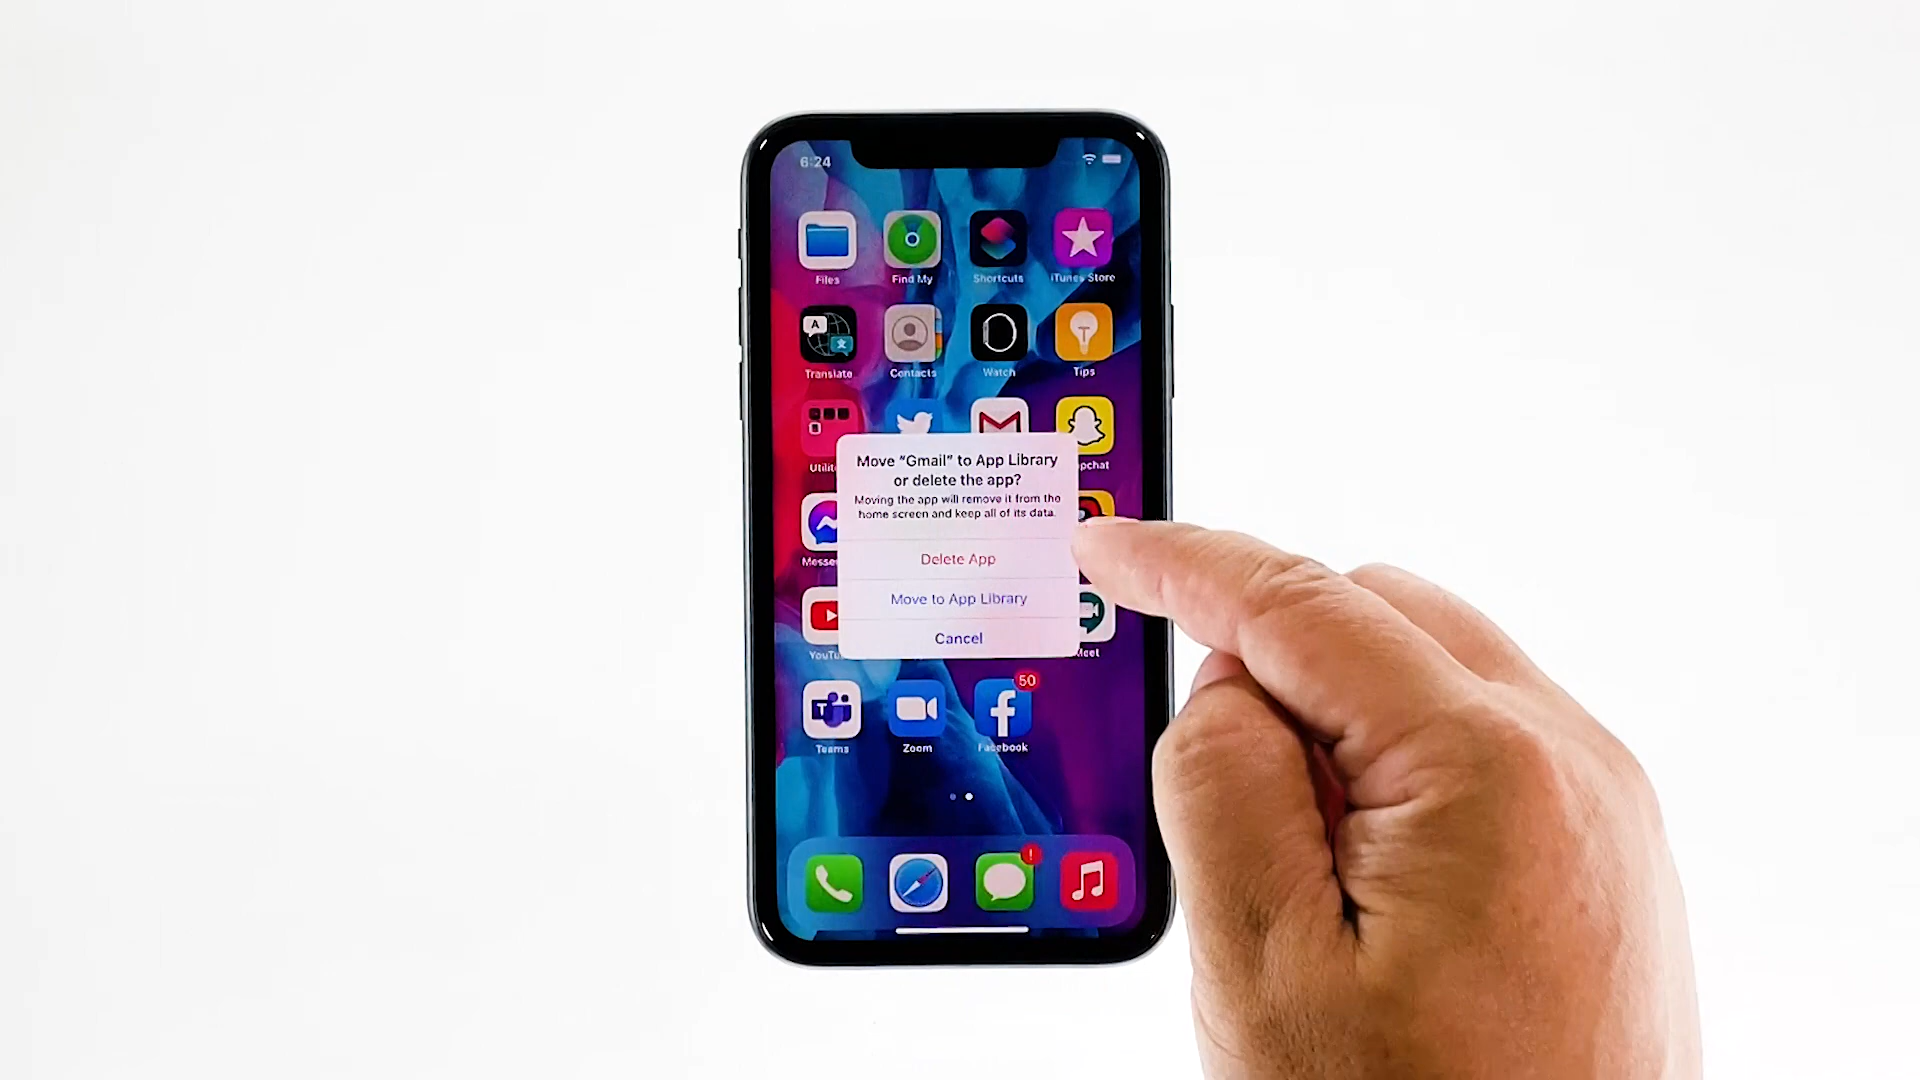 6:24
Files
Find My
Shortcuts
iTunes Store
A
Translate
Contacts
Watch
T
Tips
Move “Gmail” to App Library
or delete the app?
Moving the app will remove it from the
home screen and keep all of its data.
Delete App
Move to App Library
Cancel
Meet
50
T
Teams
Zoom
Facebook
!